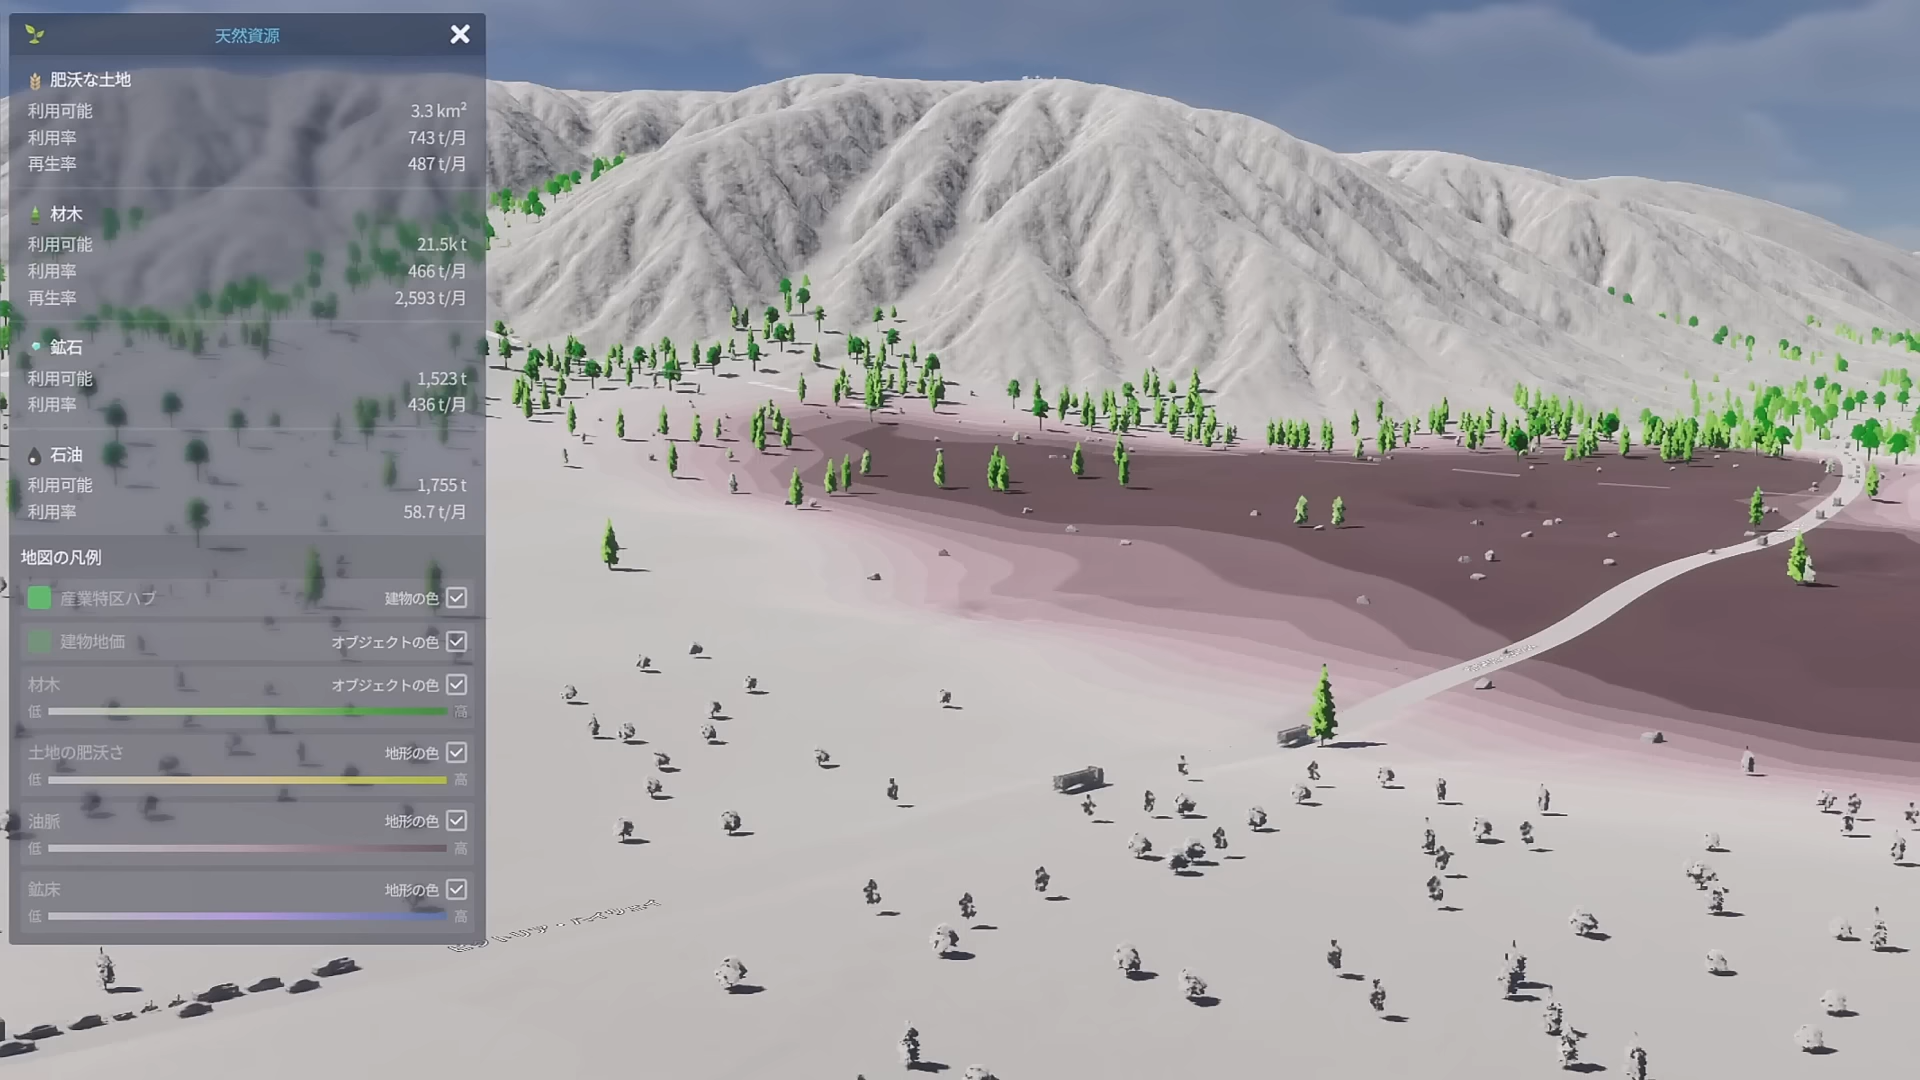 天然資源
肥沃な土地
利用可能 3.3 km²
利用率 743 t/月
再生率 487 t/月
材木
利用可能 21.5k t
利用率 466 t/月
再生率 2,593 t/月
鉱石
利用可能 1,523 t
利用率 436 t/月
石油
利用可能 1,755 t
利用率 58.7 t/月
地図の凡例
産業特区ハブ 建物の色
建物地価 オブジェクトの色
材木 オブジェクトの色
低 高
土地の肥沃さ 地形の色
低 高
油脈 地形の色
低 高
鉱床 地形の色
低 高